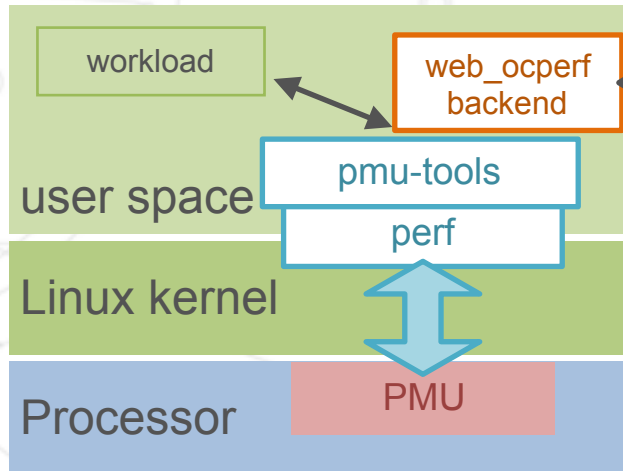 workload
web_ocperf
backend
pmu-tools
user space
perf
Linux kernel
PMU
Processor